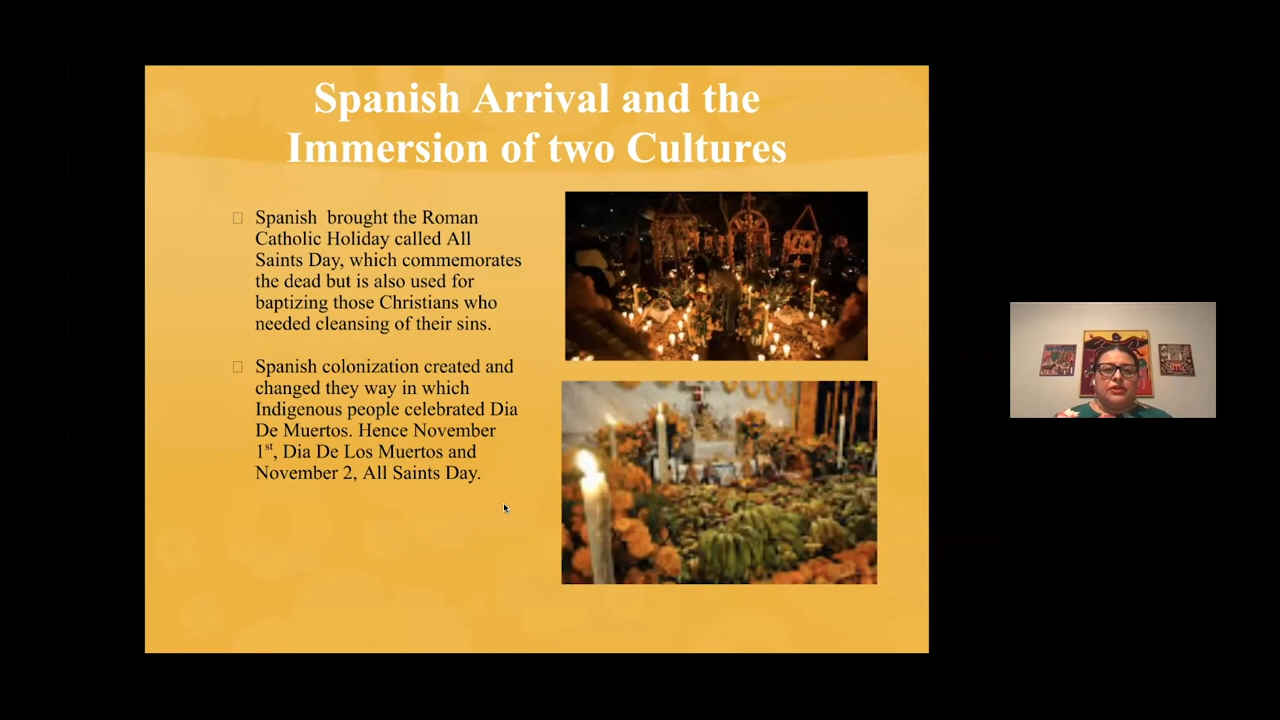 Spanish Arrival and the
Immersion of two Cultures
Spanish brought the Roman
Catholic Holiday called All
Saints Day, which commemorates
the dead but is also used for
baptizing those Christians who
needed cleansing of their sins.
Spanish colonization created and
changed they way in which
Indigenous people celebrated Dia
De Muertos. Hence November
1st, Dia De Los Muertos and
November 2, All Saints Day.